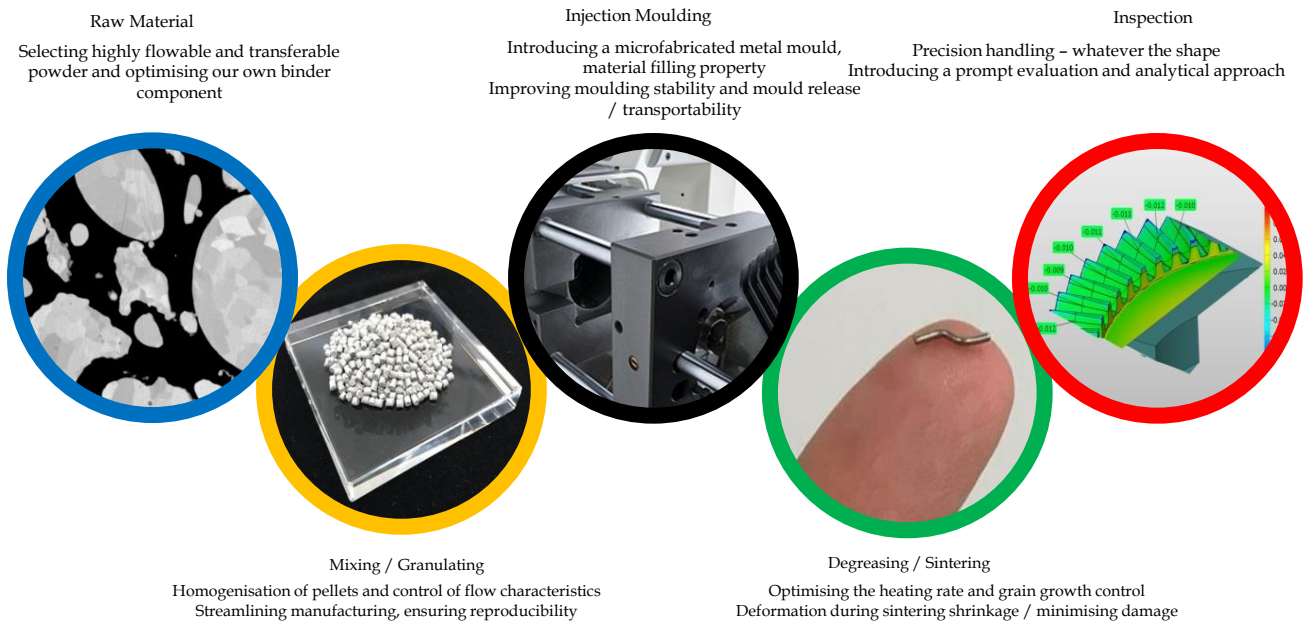 Raw Material
Selecting highly flowable and transferable
powder and optimising our own binder
component
Injection Moulding
Introducing a microfabricated metal mould,
material filling property
Improving moulding stability and mould release
/ transportability
Inspection
Precision handling – whatever the shape
Introducing a prompt evaluation and analytical approach
-0.012
-0.010
-0.011
-0.011
-0.010
-0.009
-0.010
-0.012
Mixing / Granulating
Homogenisation of pellets and control of flow characteristics
Streamlining manufacturing, ensuring reproducibility
Degreasing / Sintering
Optimising the heating rate and grain growth control
Deformation during sintering shrinkage / minimising damage